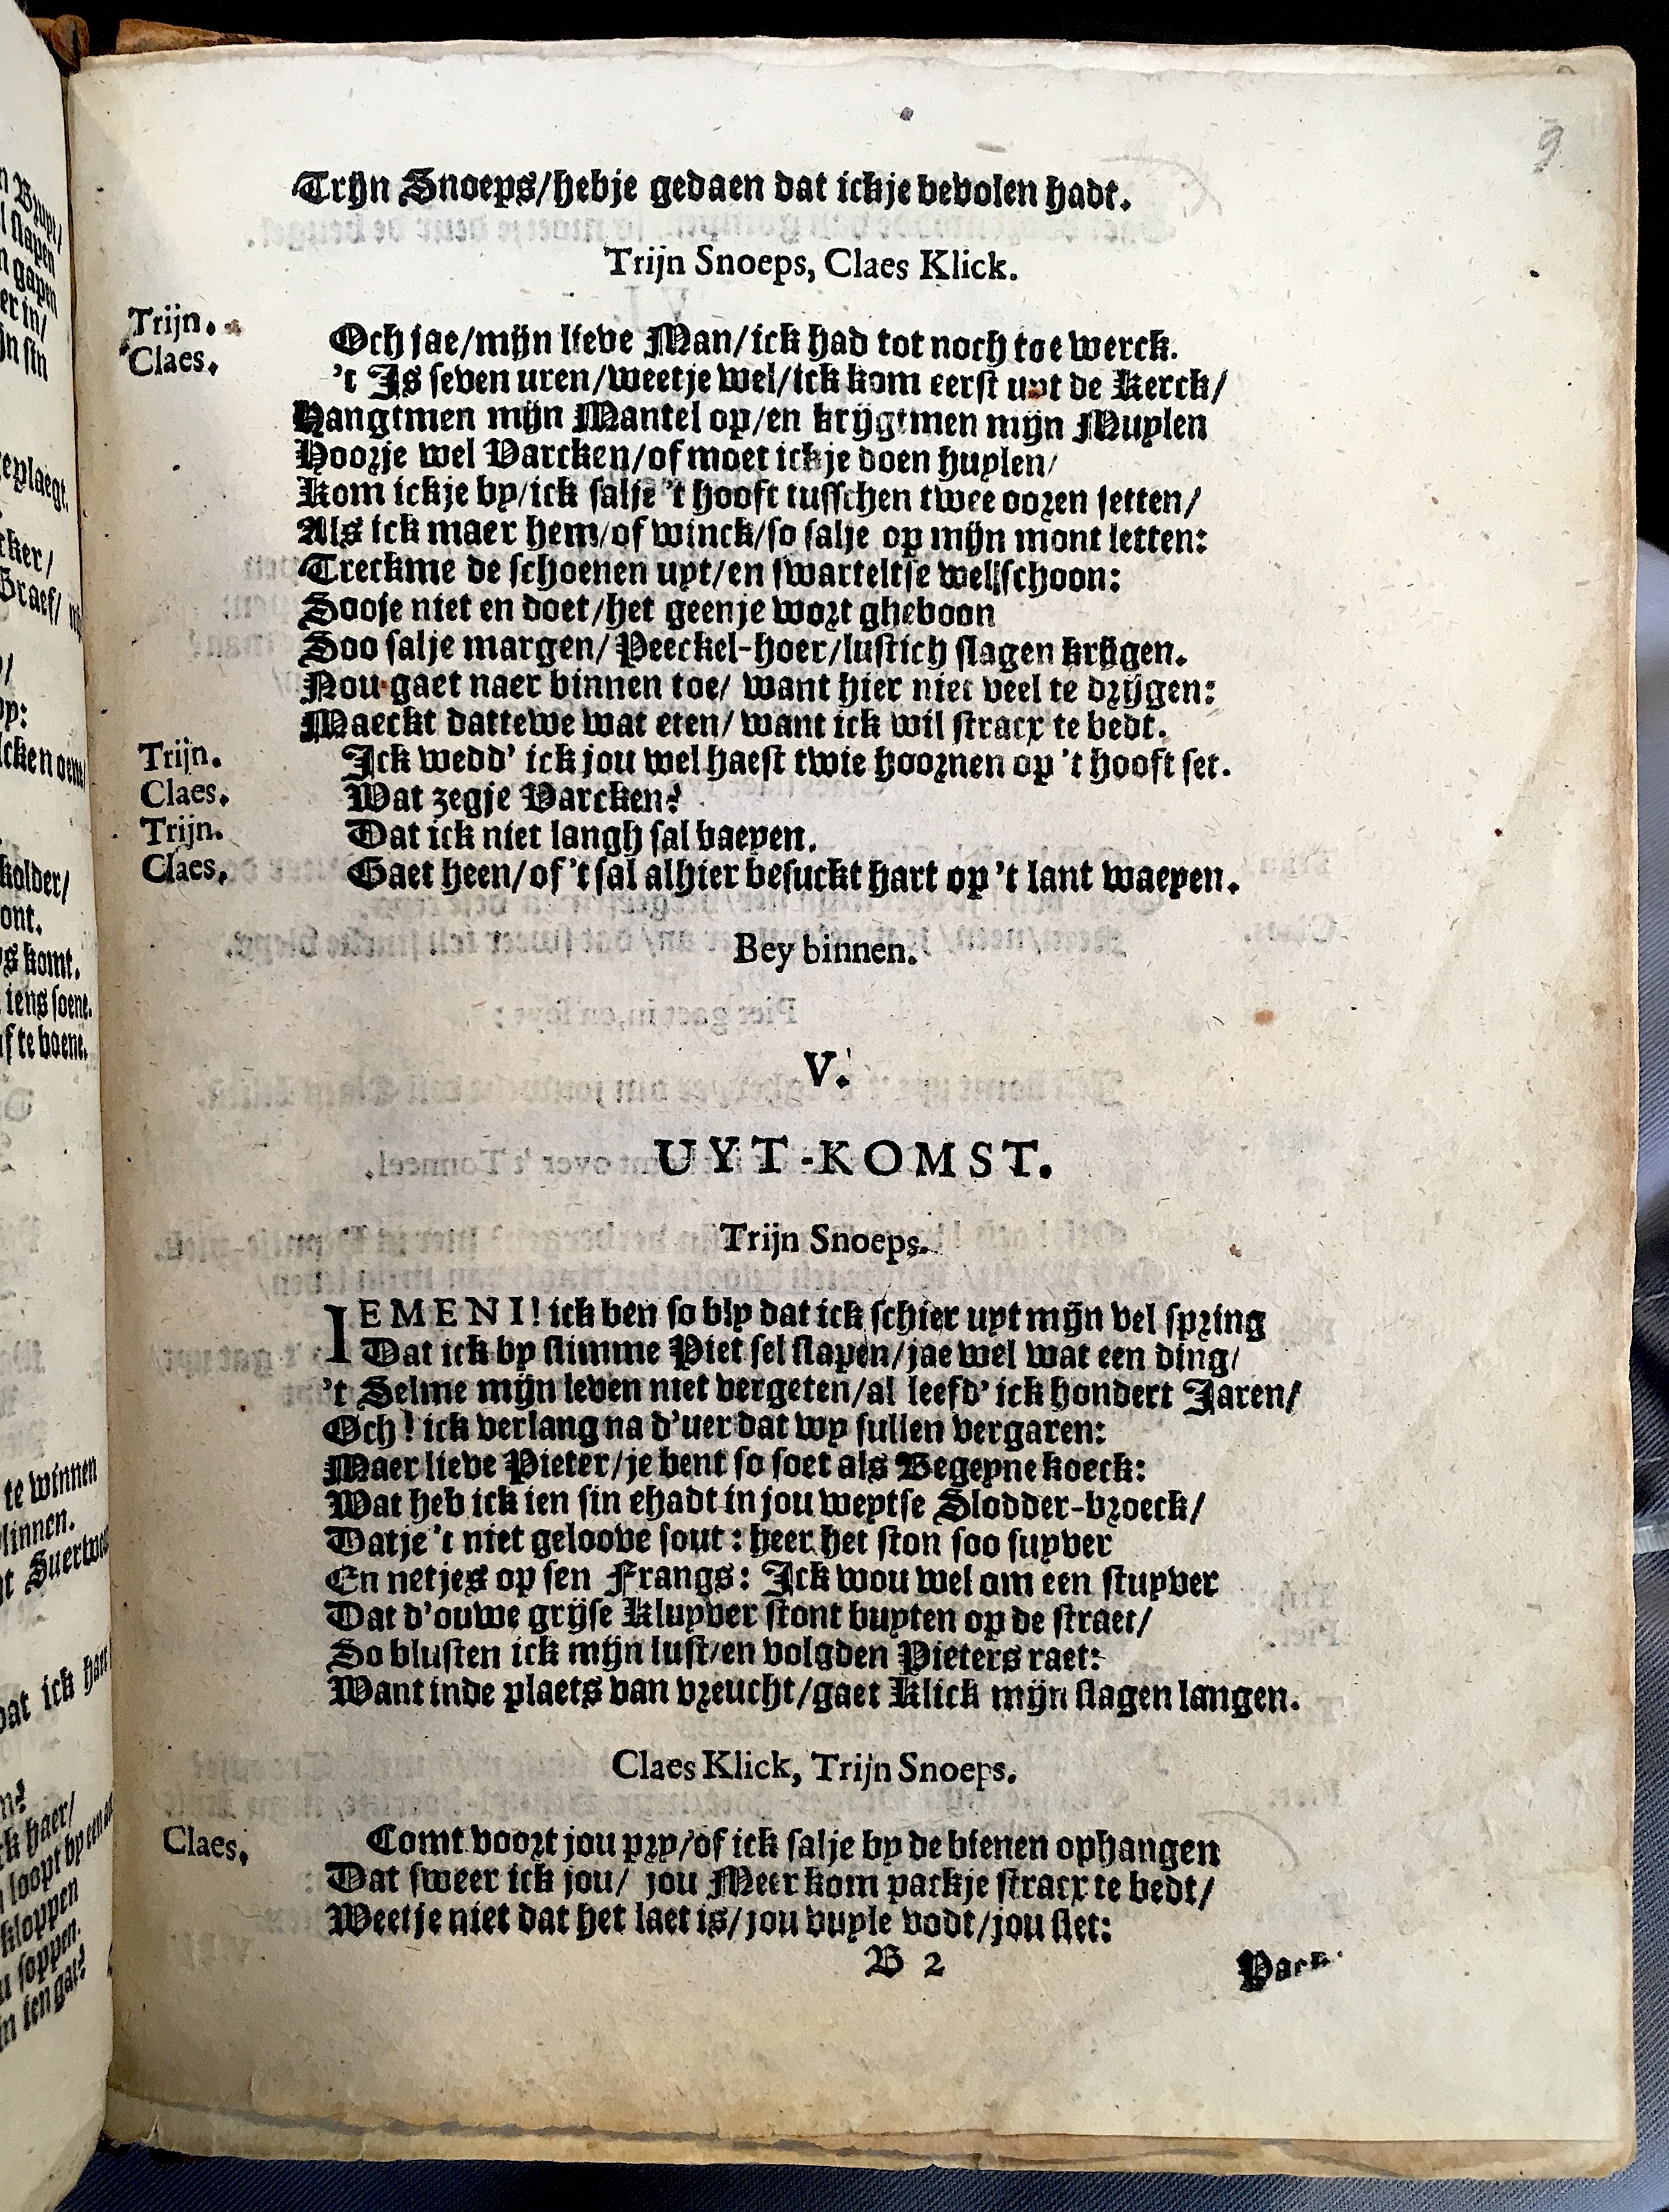 9
Trijn Snoeps/hebje gedaen dat ickje bevolen hadt.
Trijn Snoeps, Claes Klick.
Trijn. Och jae/mijn lieve Man/ick had tot noch toe werck.
Claes. 't Is seven uren/weetje wel/ick kom eerst uyt de Kerck/
Hangtmen mijn Mantel op/en krijgtmen mijn Muylen
Hoorje wel Varcken/of moet ickje doen huylen/
Kom ickje by/ick salje 't hooft tusschen twee ooren setten/
Als ick maer hem/of winck/so salje op mijn mont letten:
Treckme de schoenen uyt/en swarteltse wel schoon:
Sooje niet en doet/het geenje wort gheboon
Soo salje margen/Peeckel-hoer/lustich slagen krijgen.
Nou gaet naer binnen toe/ want hier niet veel te drijgen:
Maeckt dattewe wat eten/ want ick wil stracx te bedt.
Trijn. Ick wedd' ick jou wel haest twie hoornen op 't hooft set.
Claes. Wat zegje Varcken?
Trijn. Dat ick niet langh sal baeyen.
Claes. Gaet heen/of 't sal alhier besuckt hart op 't lant waeyen.
Bey binnen.
V.
UYT-KOMST.
Trijn Snoeps.
IEMENI! ick ben so bly dat ick schier uyt mijn vel spring
Dat ick by slimme Piet sel slapen/jae wel wat een ding/
't Selme mijn leven niet vergeten/al leefd' ick hondert Jaren/
Och! ick verlang na d'uer dat wy sullen vergaren:
Maer lieve Pieter/je bent so soet als Begeyne koeck:
Wat heb ick ien sin ehadt in jou weytse Slodder-broeck/
Datje 't niet geloove sout: heer het ston soo suyver
En netjes op sen Frangs: Ick wou wel om een stuyver
Dat d'ouwe grijse Kluyver stont buyten op de straet/
So blusten ick mijn lust/en volgden Pieters raet:
Want inde plaets van vreucht/gaet Klick mijn slagen langen.
Claes Klick, Trijn Snoeps.
Claes. Comt voort jou pry/of ick salje by de bienen ophangen
Dat sweer ick jou/ jou Meer kom packje stracx te bedt/
Weetje niet dat het laet is/jou vuyle vodt/jou slet:
B 2
Pack